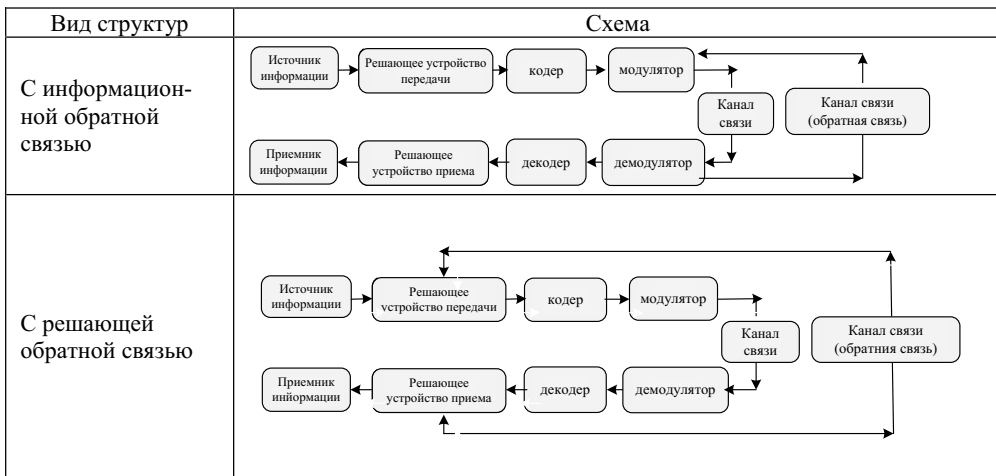 Вид структур
Схема
С информацион-
ной обратной
связью
Источник
информации
Решающее устройство
передачи
кодер
модулятор
Канал
связи
Канал связи
(обратная связь)
Приемник
информации
Решающее
устройство приема
декодер
демодулятор
С решающей
обратной связью
Источник
информации
Решающее
устройство передачи
кодер
модулятор
Канал
связи
Канал связи
(обратния связь)
Приемник
инйормации
Решающее
устройство приема
декодер
демодулятор